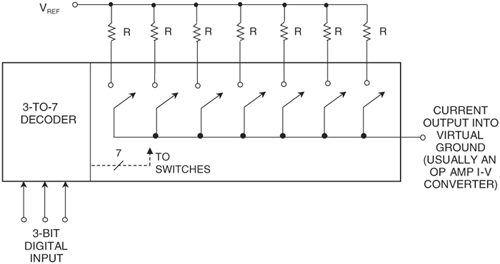 VREF
R R R R R R R
3-TO-7
DECODER
7
TO
SWITCHES
CURRENT
OUTPUT INTO
VIRTUAL
GROUND
(USUALLY AN
OP AMP I-V
CONVERTER)
3-BIT
DIGITAL
INPUT